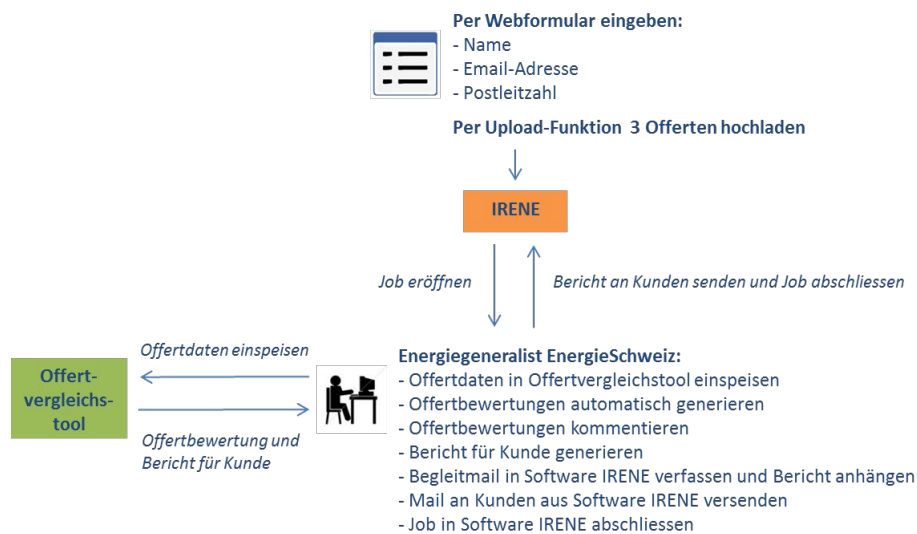 Per Webformular eingeben:
- Name
- Email-Adresse
- Postleitzahl
Per Upload-Funktion 3 Offerten hochladen
IRENE
Job eröffnen
Bericht an Kunden senden und Job abschliessen
Offertdaten einspeisen
Offert-
vergleichs-
tool
Offertbewertung und
Bericht für Kunde
Energiegeneralist EnergieSchweiz:
- Offertdaten in Offertvergleichstool einspeisen
- Offertbewertungen automatisch generieren
- Offertbewertungen kommentieren
- Bericht für Kunde generieren
- Begleitmail in Software IRENE verfassen und Bericht anhängen
- Mail an Kunden aus Software IRENE versenden
- Job in Software IRENE abschliessen